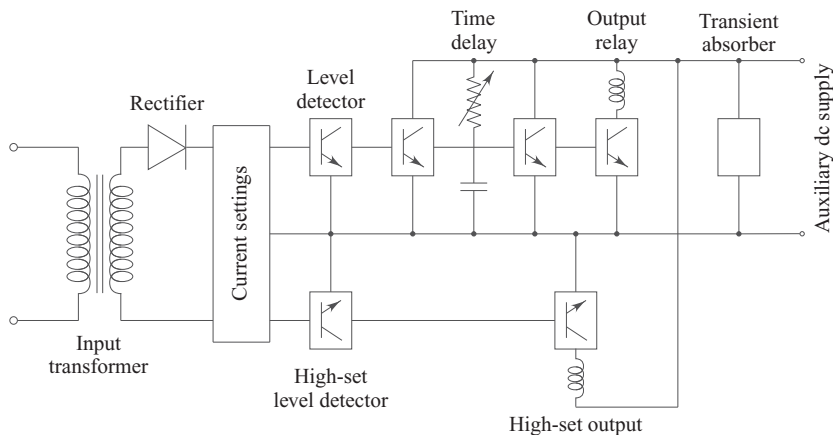 Time
delay
Output
relay
Transient
absorber
Level
detector
Rectifier
Current settings
Auxiliary dc supply
Input
transformer
High-set
level detector
High-set output